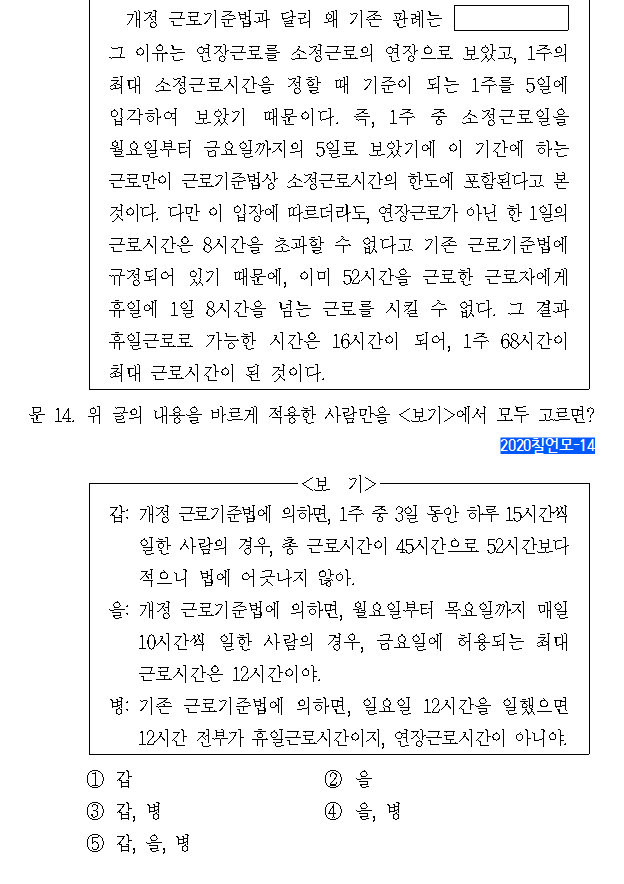 개정 근로기준법과 달리 왜 기존 판례는
그 이유는 연장근로를 소정근로의 연장으로 보았고, 1주의
최대 소정근로시간을 정할 때 기준이 되는 1주를 5일에
입각하여 보았기 때문이다. 즉, 1주 중 소정근로일을
월요일부터 금요일까지의 5일로 보았기에 이 기간에 하는
근로만이 근로기준법상 소정근로시간의 한도에 포함된다고 본
것이다. 다만 이 입장에 따르더라도, 연장근로가 아닌 한 1일의
근로시간은 8시간을 초과할 수 없다고 기존 근로기준법에
규정되어 있기 때문에, 이미 52시간을 근로한 근로자에게
휴일에 1일 8시간을 넘는 근로를 시킬 수 없다. 그 결과
휴일근로로 가능한 시간은 16시간이 되어, 1주 68시간이
최대 근로시간이 된 것이다.
문 14. 위 글의 내용을 바르게 적용한 사람만을 <보기>에서 모두 고르면?
2020칠언모-14
<보 기>
갑: 개정 근로기준법에 의하면, 1주 중 3일 동안 하루 15시간씩
일한 사람의 경우, 총 근로시간이 45시간으로 52시간보다
적으니 법에 어긋나지 않아.
을: 개정 근로기준법에 의하면, 월요일부터 목요일까지 매일
10시간씩 일한 사람의 경우, 금요일에 허용되는 최대
근로시간은 12시간이야.
병: 기존 근로기준법에 의하면, 일요일 12시간을 일했으면
12시간 전부가 휴일근로시간이지, 연장근로시간이 아니야.
① 갑 ② 을
③ 갑, 병 ④ 을, 병
⑤ 갑, 을, 병